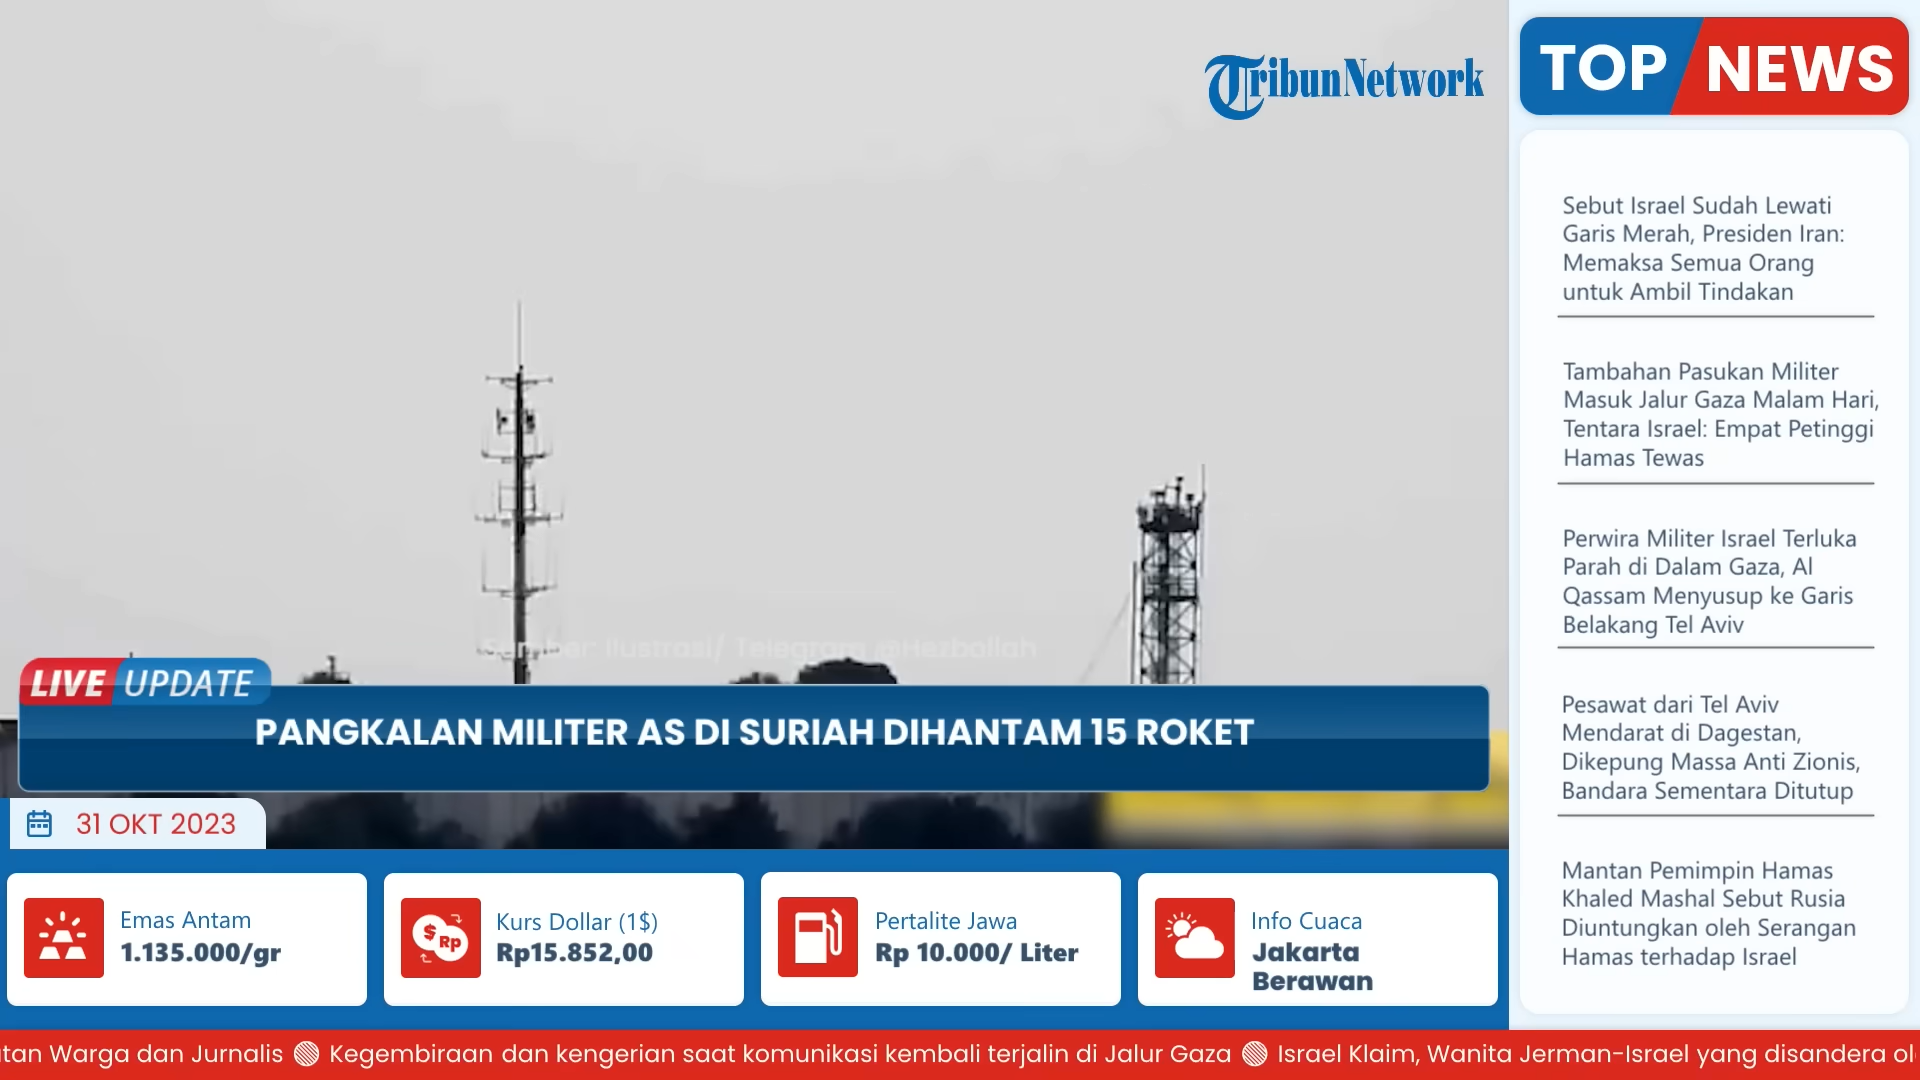 TribunNetwork
TOP NEWS
Sebut Israel Sudah Lewati
Garis Merah, Presiden Iran:
Memaksa Semua Orang
untuk Ambil Tindakan
Tambahan Pasukan Militer
Masuk Jalur Gaza Malam Hari,
Tentara Israel: Empat Petinggi
Hamas Tewas
Perwira Militer Israel Terluka
Parah di Dalam Gaza, Al
Qassam Menyusup ke Garis
Belakang Tel Aviv
Pesawat dari Tel Aviv
Mendarat di Dagestan,
Dikepung Massa Anti Zionis,
Bandara Sementara Ditutup
Mantan Pemimpin Hamas
Khaled Mashal Sebut Rusia
Diuntungkan oleh Serangan
Hamas terhadap Israel
Sumber: Ilustrasi/ Telegram @Hezbollah
LIVE UPDATE
PANGKALAN MILITER AS DI SURIAH DIHANTAM 15 ROKET
31 OKT 2023
Emas Antam
1.135.000/gr
$ Rp
Kurs Dollar (1$)
Rp15.852,00
Pertalite Jawa
Rp 10.000/ Liter
Info Cuaca
Jakarta
Berawan
Warga dan Jurnalis Kegembiraan dan kengerian saat komunikasi kembali terjalin di Jalur Gaza Israel Klaim, Wanita Jerman-Israel yang disandera